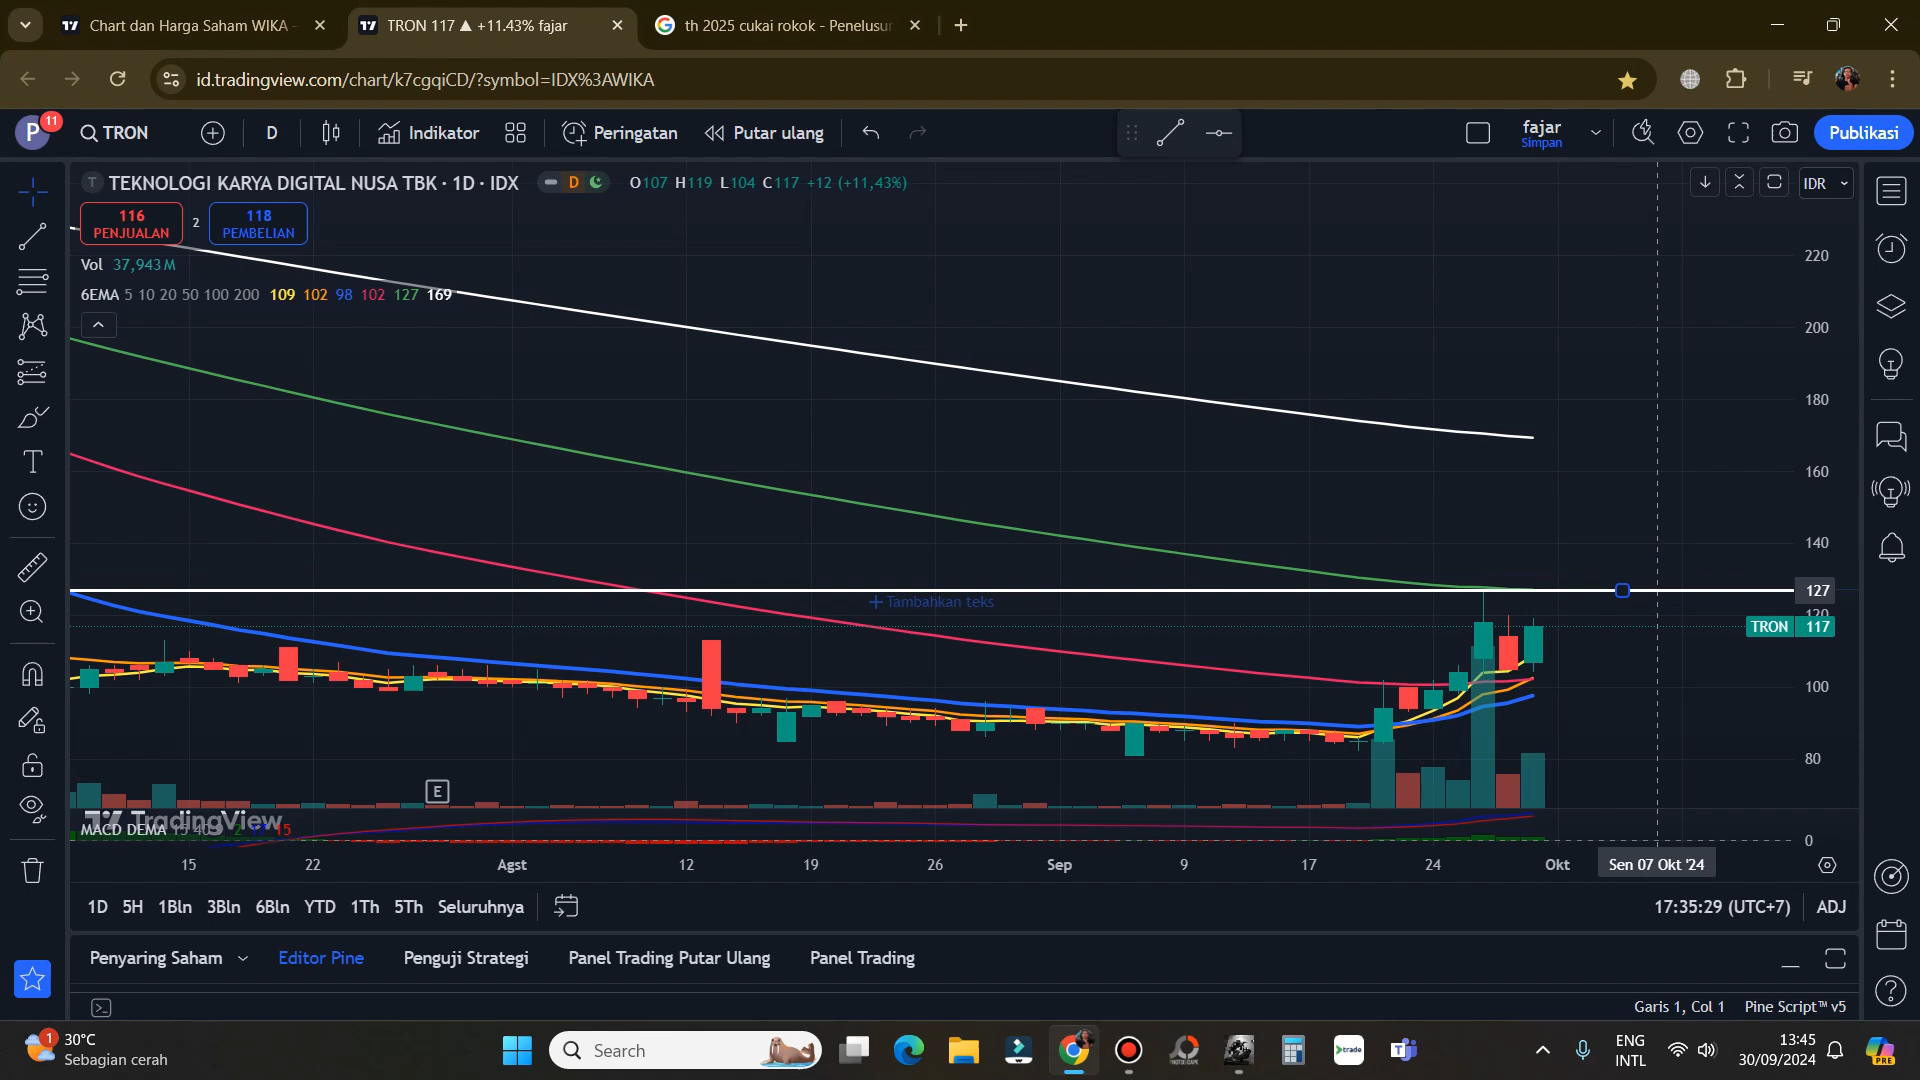 Chart dan Harga Saham WIKA –
TRON 117 ▲ +11.43% fajar
th 2025 cukai rokok - Penelusur
id.tradingview.com/chart/k7cgqiCD/?symbol=IDX%3AWIKA
P
11
TRON
D
Indikator
Peringatan
Putar ulang
fajar
Simpan
Publikasi
T
TEKNOLOGI KARYA DIGITAL NUSA TBK · 1D · IDX
D
O107 H119 L104 C117 +12 (+11,43%)
IDR
116
PENJUALAN
2
118
PEMBELIAN
Vol 37,943 M
6EMA 5 10 20 50 100 200 109 102 98 102 127 169
220
200
180
160
140
127
120
TRON 117
100
80
0
Tambahkan teks
E
TradingView
MACD DEMA
15
22
Agst
12
19
26
Sep
9
17
24
Okt
Sen 07 Okt '24
1D 5H 1Bln 3Bln 6Bln YTD 1Th 5Th Seluruhnya
17:35:29 (UTC+7)
ADJ
Penyaring Saham
Editor Pine
Penguji Strategi
Panel Trading Putar Ulang
Panel Trading
Garis 1, Col 1
Pine Script™ v5
1
30°C
Sebagian cerah
Search
trade
ENG
INTL
13:45
30/09/2024
PRE